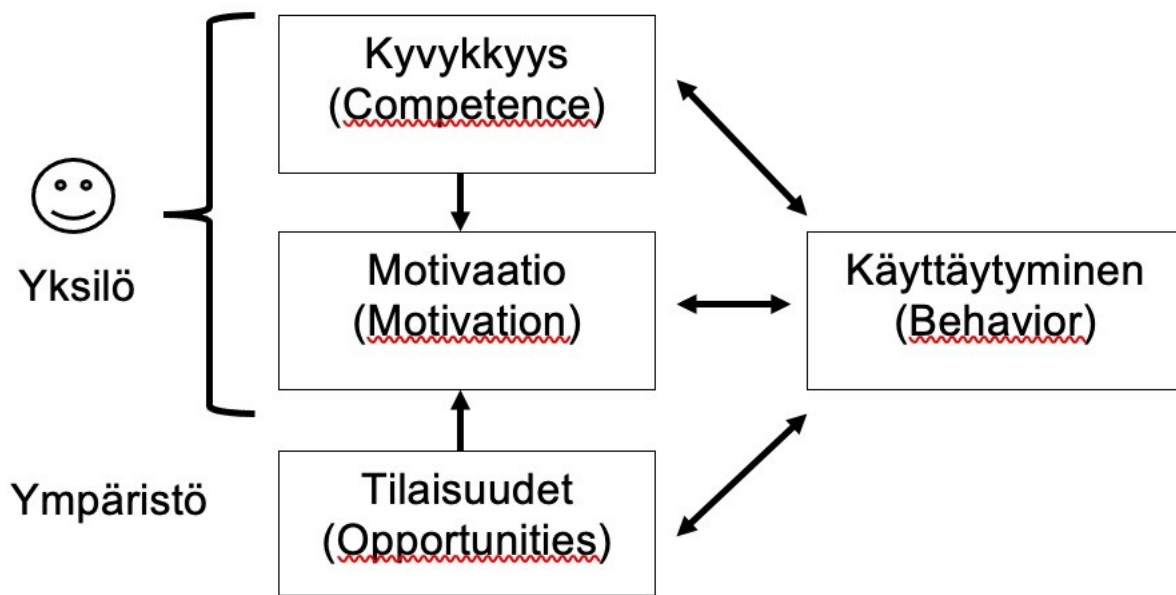 Kyvykkyys
(Competence)
Yksilö
Motivaatio
(Motivation)
Käyttäytyminen
(Behavior)
Ympäristö
Tilaisuudet
(Opportunities)